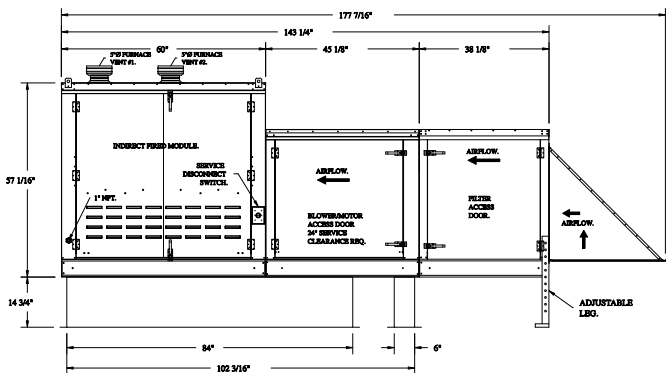 177 7/16"
143 1/4"
60"
45 1/8"
38 1/8"
5"Ø FURNACE
VENT #1.
5"Ø FURNACE
VENT #2.
INDIRECT FIRED MODULE.
SERVICE
DISCONNECT
SWITCH.
1" NPT.
57 1/16"
14 3/4"
AIRFLOW.
BLOWER/MOTOR
ACCESS DOOR
24" SERVICE
CLEARANCE REQ.
AIRFLOW.
FILTER
ACCESS
DOOR.
AIRFLOW.
ADJUSTABLE
LEG.
84"
6"
102 3/16"